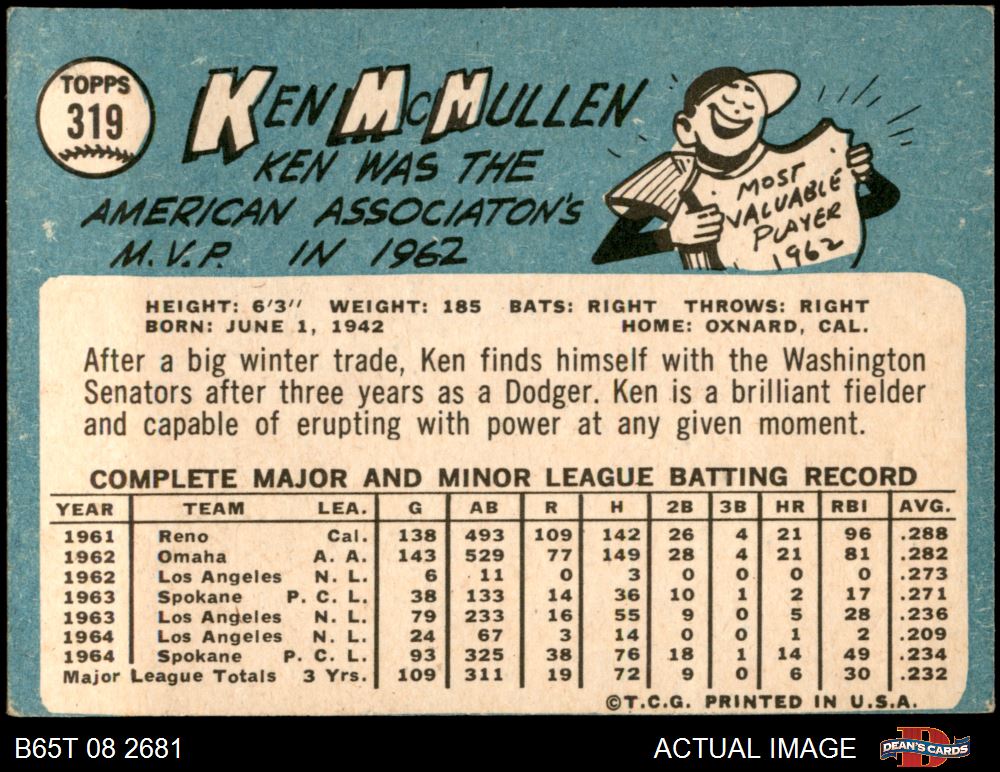 TOPPS
319
KEN McMULLEN
KEN WAS THE
AMERICAN ASSOCIATON'S
M.V.P. IN 1962
MOST
VALUABLE
PLAYER
1962
HEIGHT: 6'3" WEIGHT: 185 BATS: RIGHT THROWS: RIGHT
BORN: JUNE 1, 1942 HOME: OXNARD, CAL.
After a big winter trade, Ken finds himself with the Washington
Senators after three years as a Dodger. Ken is a brilliant fielder
and capable of erupting with power at any given moment.
COMPLETE MAJOR AND MINOR LEAGUE BATTING RECORD
YEAR TEAM LEA. G AB R H 2B 3B HR RBI AVG.
1961 Reno Cal. 138 493 109 142 26 4 21 96 .288
1962 Omaha A. A. 143 529 77 149 28 4 21 81 .282
1962 Los Angeles N. L. 6 11 0 3 0 0 0 0 .273
1963 Spokane P. C. L. 38 133 14 36 10 1 2 17 .271
1963 Los Angeles N. L. 79 233 16 55 9 0 5 28 .236
1964 Los Angeles N. L. 24 67 3 14 0 0 1 2 .209
1964 Spokane P. C. L. 93 325 38 76 18 1 14 49 .234
Major League Totals 3 Yrs. 109 311 19 72 9 0 6 30 .232
©T.C.G. PRINTED IN U.S.A.
B65T 08 2681 ACTUAL IMAGE DEAN'S CARDS